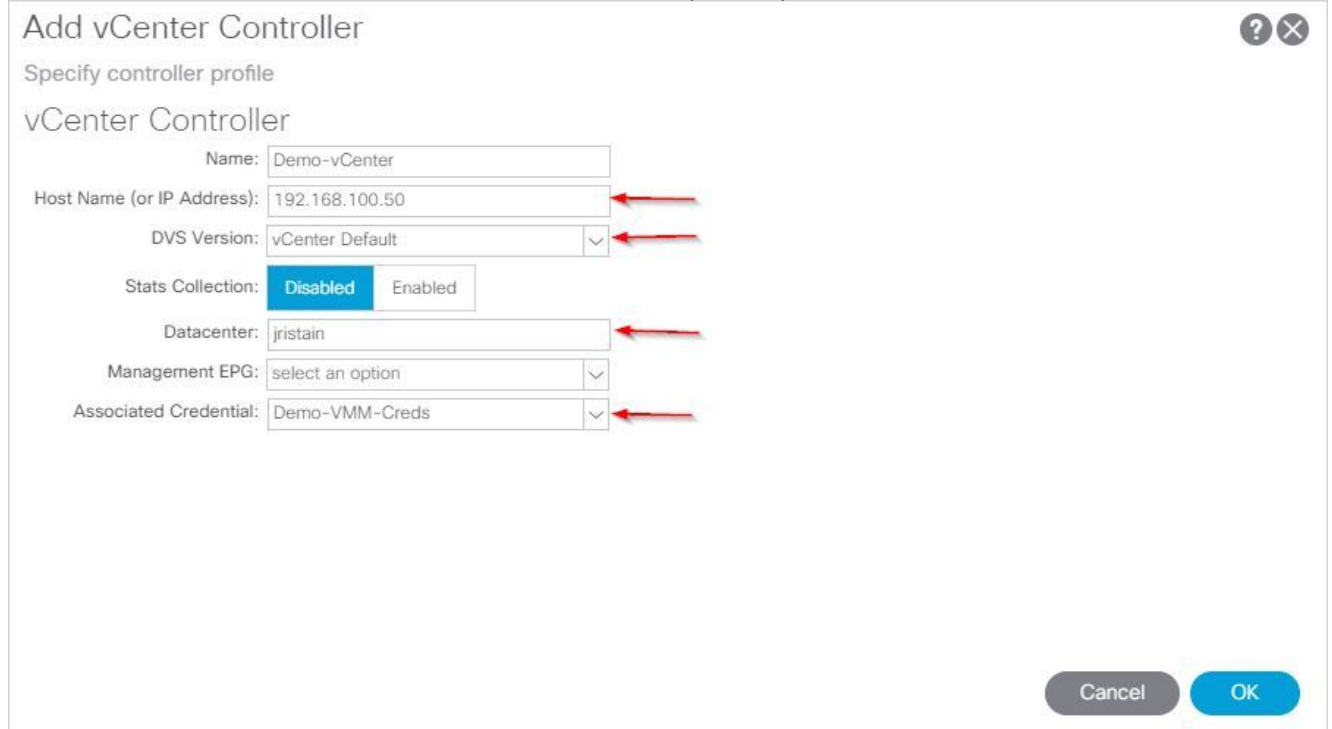 Add vCenter Controller
Specify controller profile
vCenter Controller
Name: Demo-vCenter
Host Name (or IP Address): 192.168.100.50
DVS Version: vCenter Default
Stats Collection: Disabled Enabled
Datacenter: jristain
Management EPG: select an option
Associated Credential: Demo-VMM-Creds
Cancel OK